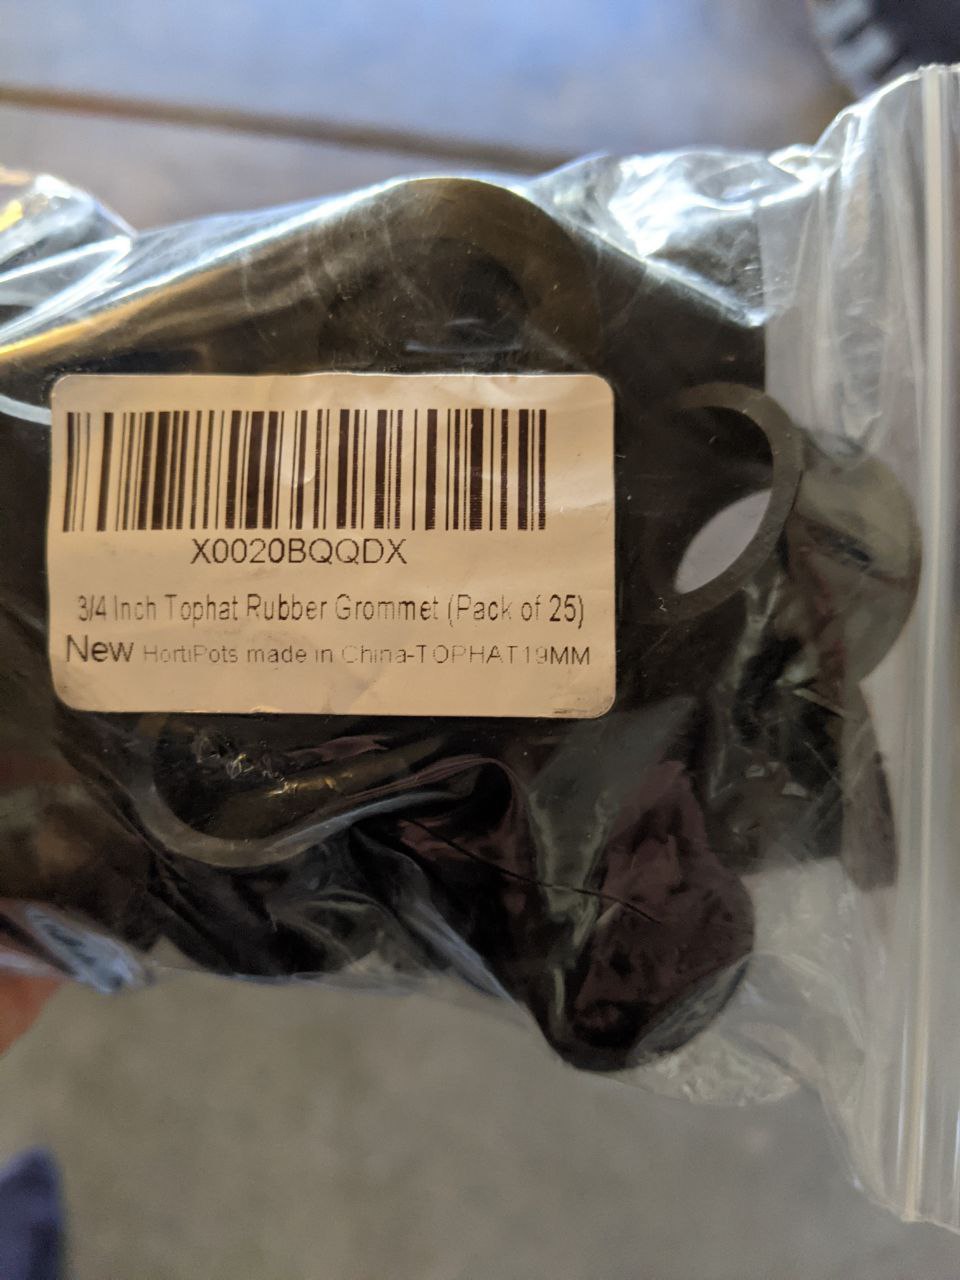 X0020BQQDX
3/4 Inch Tophat Rubber Grommet (Pack of 25)
New HortiPots made in China-TOPHAT19MM